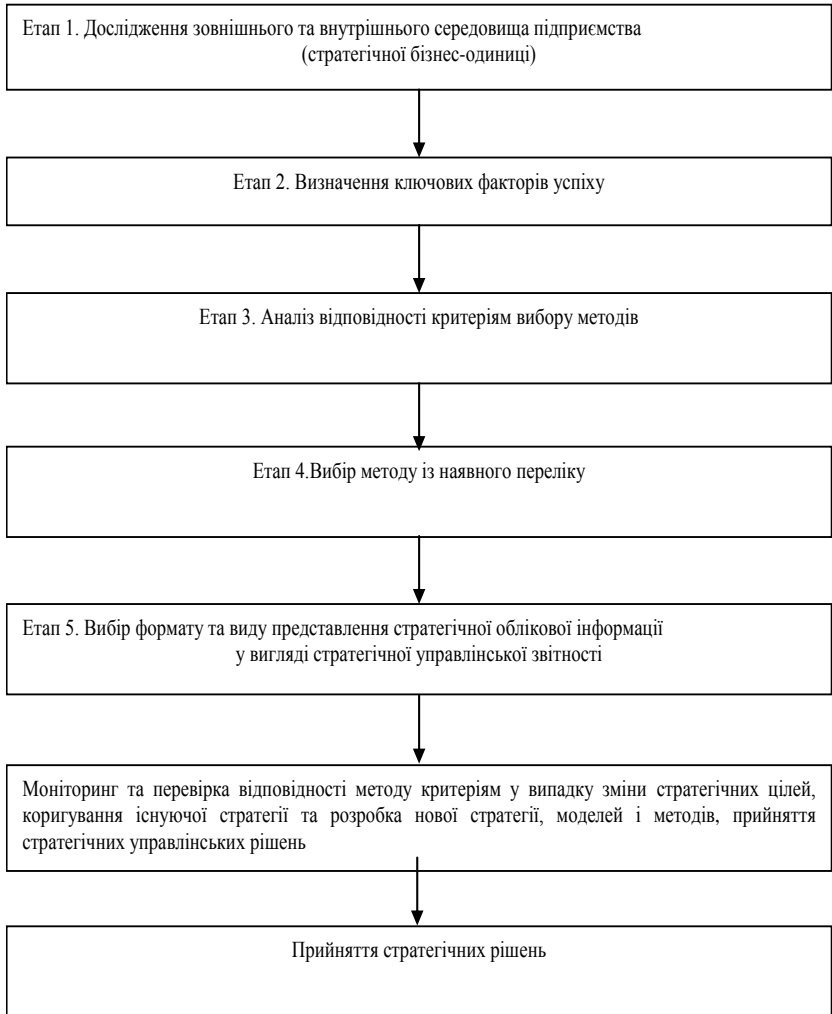 Етап 1. Дослідження зовнішнього та внутрішнього середовища підприємства
(стратегічної бізнес-одиниці)
Етап 2. Визначення ключових факторів успіху
Етап 3. Аналіз відповідності критеріям вибору методів
Етап 4.Вибір методу із наявного переліку
Етап 5. Вибір формату та виду представлення стратегічної облікової інформації
у вигляді стратегічної управлінської звітності
Моніторинг та перевірка відповідності методу критеріям у випадку зміни стратегічних цілей,
коригування існуючої стратегії та розробка нової стратегії, моделей і методів, прийняття
стратегічних управлінських рішень
Прийняття стратегічних рішень